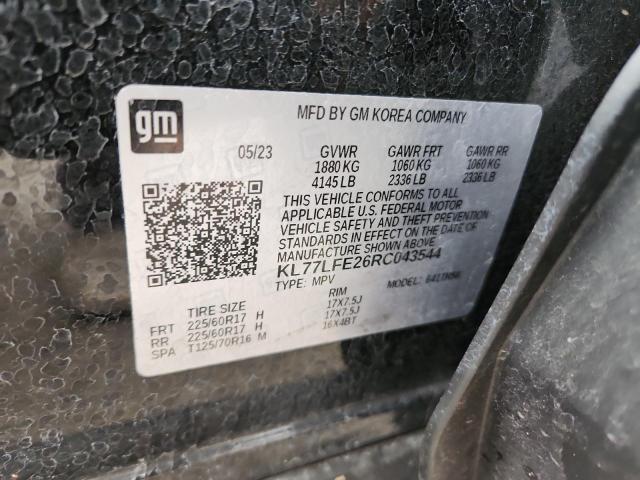 gm
MFD BY GM KOREA COMPANY
05/23 GVWR GAWR FRT GAWR RR
1880 KG 1060 KG 1060 KG
4145 LB 2336 LB 2336 LB
THIS VEHICLE CONFORMS TO ALL
APPLICABLE U.S. FEDERAL MOTOR
VEHICLE SAFETY AND THEFT PREVENTION
STANDARDS IN EFFECT ON THE DATE OF
MANUFACTURE SHOWN ABOVE
KL77LFE26RC043544
TYPE: MPV MODEL:
TIRE SIZE RIM
FRT 225/60R17 H 17X7.5J
RR 225/60R17 H 17X7.5J
SPA T125/70R16 M 16X4BT